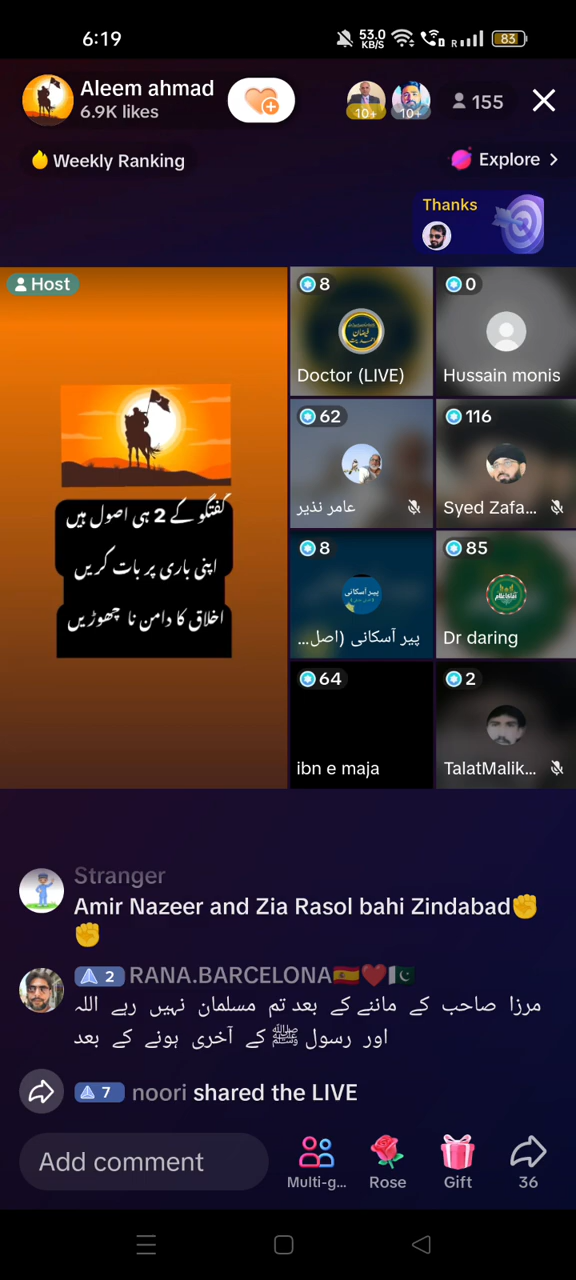 6:19
53.0
KB/S
R
83
Aleem ahmad
6.9K likes
10+
10+
155
Weekly Ranking
Explore >
Thanks
Host
گفتگو کے 2 ہی اصول ہیں
اپنی باری پر بات کریں
اخلاق کا دامن نا چھوڑیں
8
Doctor (LIVE)
0
Hussain monis
62
عامر نذیر
116
Syed Zafa...
8
پیر آسکانی
پیر آسکانی (اصل...
85
Dr daring
64
ibn e maja
2
TalatMalik...
Stranger
Amir Nazeer and Zia Rasol bahi Zindabad✊
✊
2 RANA.BARCELONA🇪🇸❤️🇵🇰
مرزا صاحب کے ماننے کے بعد تم مسلمان نہیں رہے اللہ
اور رسول ﷺ کے آخری ہونے کے بعد
7 noori shared the LIVE
Add comment
Multi-g...
Rose
Gift
36